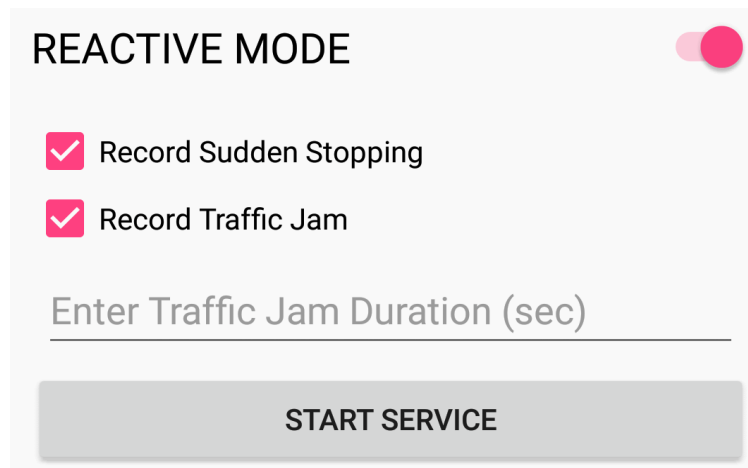 REACTIVE MODE
Record Sudden Stopping
Record Traffic Jam
Enter Traffic Jam Duration (sec)
START SERVICE